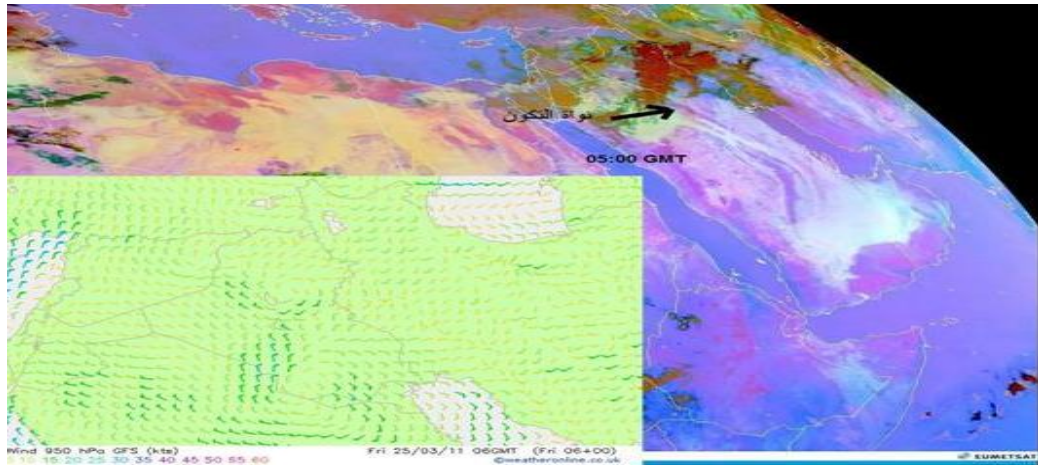 نواة التكون
05:00 GMT
Wind 950 hPa GFS (kts)
Fri 25/03/11 06GMT (Fri 06+00)
5 10 15 20 25 30 35 40 45 50 55 60
©weatheronline.co.uk
EUMETSAT